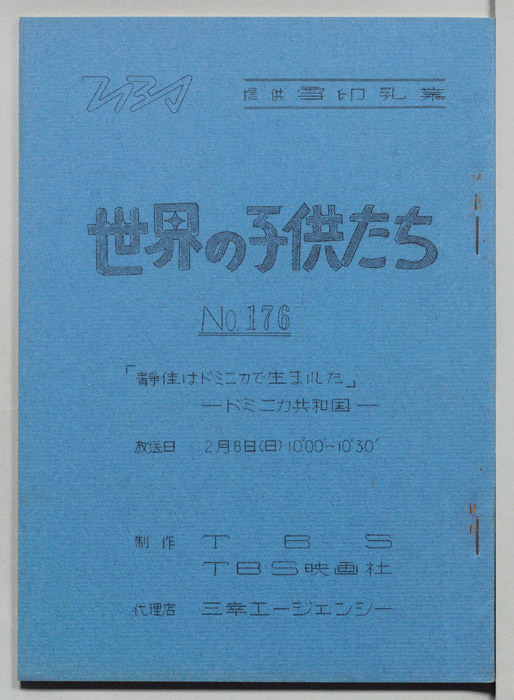 TBS
提供 雪印乳業
世界の子供たち
No.176
「静佳はドミニカで生まれた」
―ドミニカ共和国―
放送日 2月8日(日)10°00′~10°30′
制作 TBS
TBS映画社
代理店 三幸エージェンシー